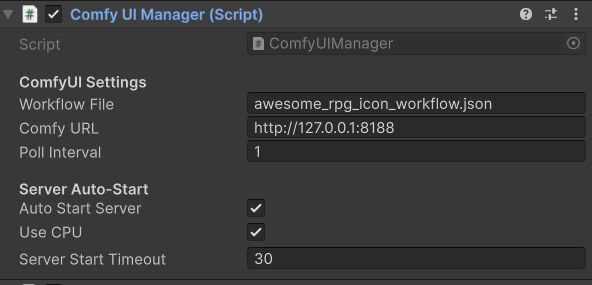 Comfy UI Manager (Script)
Script ComfyUIManager
ComfyUI Settings
Workflow File awesome_rpg_icon_workflow.json
Comfy URL http://127.0.0.1:8188
Poll Interval 1
Server Auto-Start
Auto Start Server
Use CPU
Server Start Timeout 30